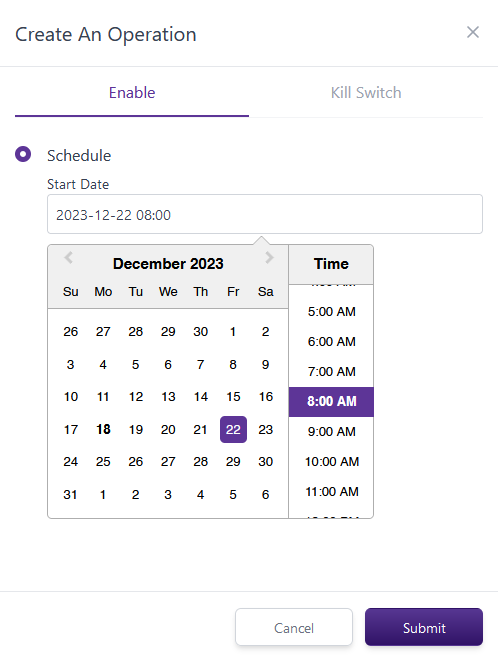 Create An Operation
Enable Kill Switch
Schedule
Start Date
2023-12-22 08:00
December 2023 Time
Su Mo Tu We Th Fr Sa
26 27 28 29 30 1 2
3 4 5 6 7 8 9
10 11 12 13 14 15 16
17 18 19 20 21 22 23
24 25 26 27 28 29 30
31 1 2 3 4 5 6
5:00 AM
6:00 AM
7:00 AM
8:00 AM
9:00 AM
10:00 AM
11:00 AM
Cancel Submit